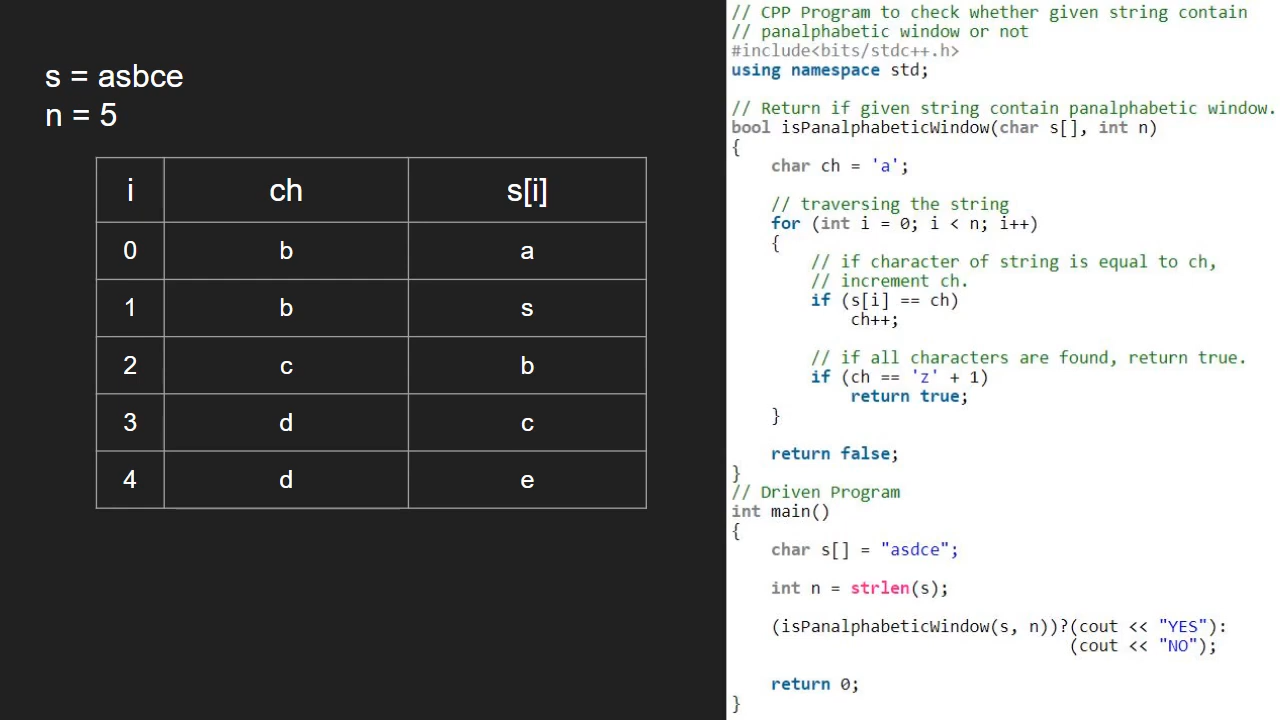 s = asbce
n = 5
i ch s[i]
0 b a
1 b s
2 c b
3 d c
4 d e
// CPP Program to check whether given string contain
// panalphabetic window or not
#include<bits/stdc++.h>
using namespace std;
// Return if given string contain panalphabetic window.
bool isPanalphabeticWindow(char s[], int n)
{
    char ch = 'a';
    // traversing the string
    for (int i = 0; i < n; i++)
    {
        // if character of string is equal to ch,
        // increment ch.
        if (s[i] == ch)
            ch++;
        // if all characters are found, return true.
        if (ch == 'z' + 1)
            return true;
    }
    return false;
}
// Driven Program
int main()
{
    char s[] = "asdce";
    int n = strlen(s);
    (isPanalphabeticWindow(s, n))?(cout << "YES"):
                                  (cout << "NO");
    return 0;
}